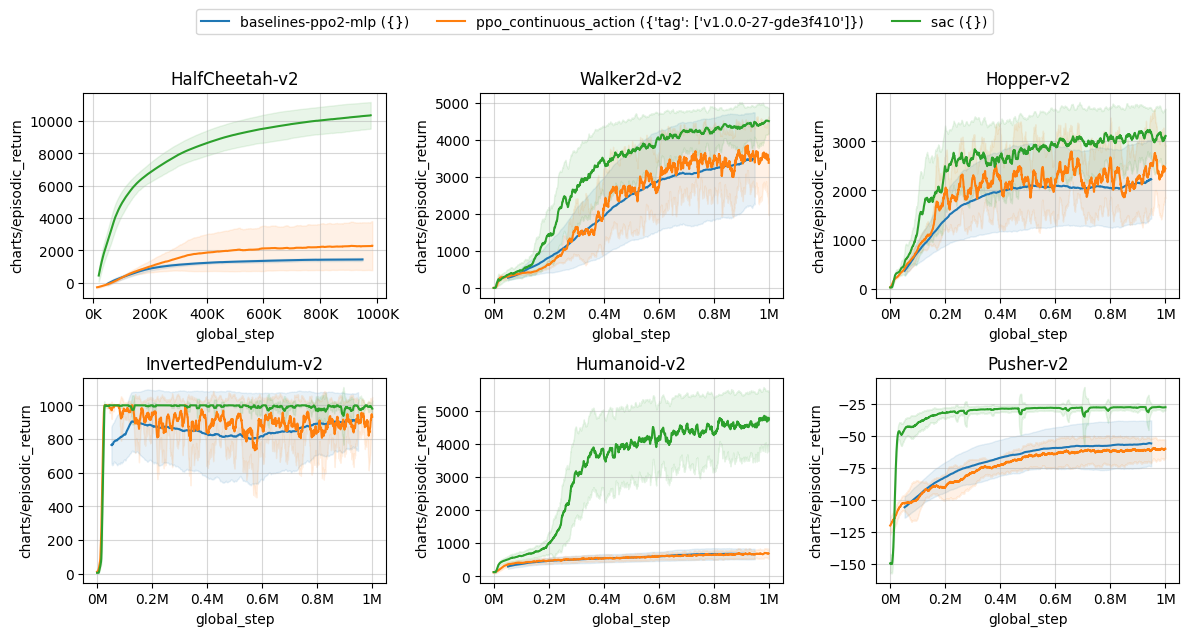 baselines-ppo2-mlp ({}) ppo_continuous_action ({'tag': ['v1.0.0-27-gde3f410']}) sac ({})
HalfCheetah-v2 Walker2d-v2 Hopper-v2
charts/episodic_return
10000
8000
6000
4000
2000
0
0K 200K 400K 600K 800K 1000K
global_step
charts/episodic_return
5000
4000
3000
2000
1000
0
0M 0.2M 0.4M 0.6M 0.8M 1M
global_step
charts/episodic_return
3000
2000
1000
0
0M 0.2M 0.4M 0.6M 0.8M 1M
global_step
InvertedPendulum-v2 Humanoid-v2 Pusher-v2
charts/episodic_return
1000
800
600
400
200
0
0M 0.2M 0.4M 0.6M 0.8M 1M
global_step
charts/episodic_return
5000
4000
3000
2000
1000
0
0M 0.2M 0.4M 0.6M 0.8M 1M
global_step
charts/episodic_return
−25
−50
−75
−100
−125
−150
0M 0.2M 0.4M 0.6M 0.8M 1M
global_step